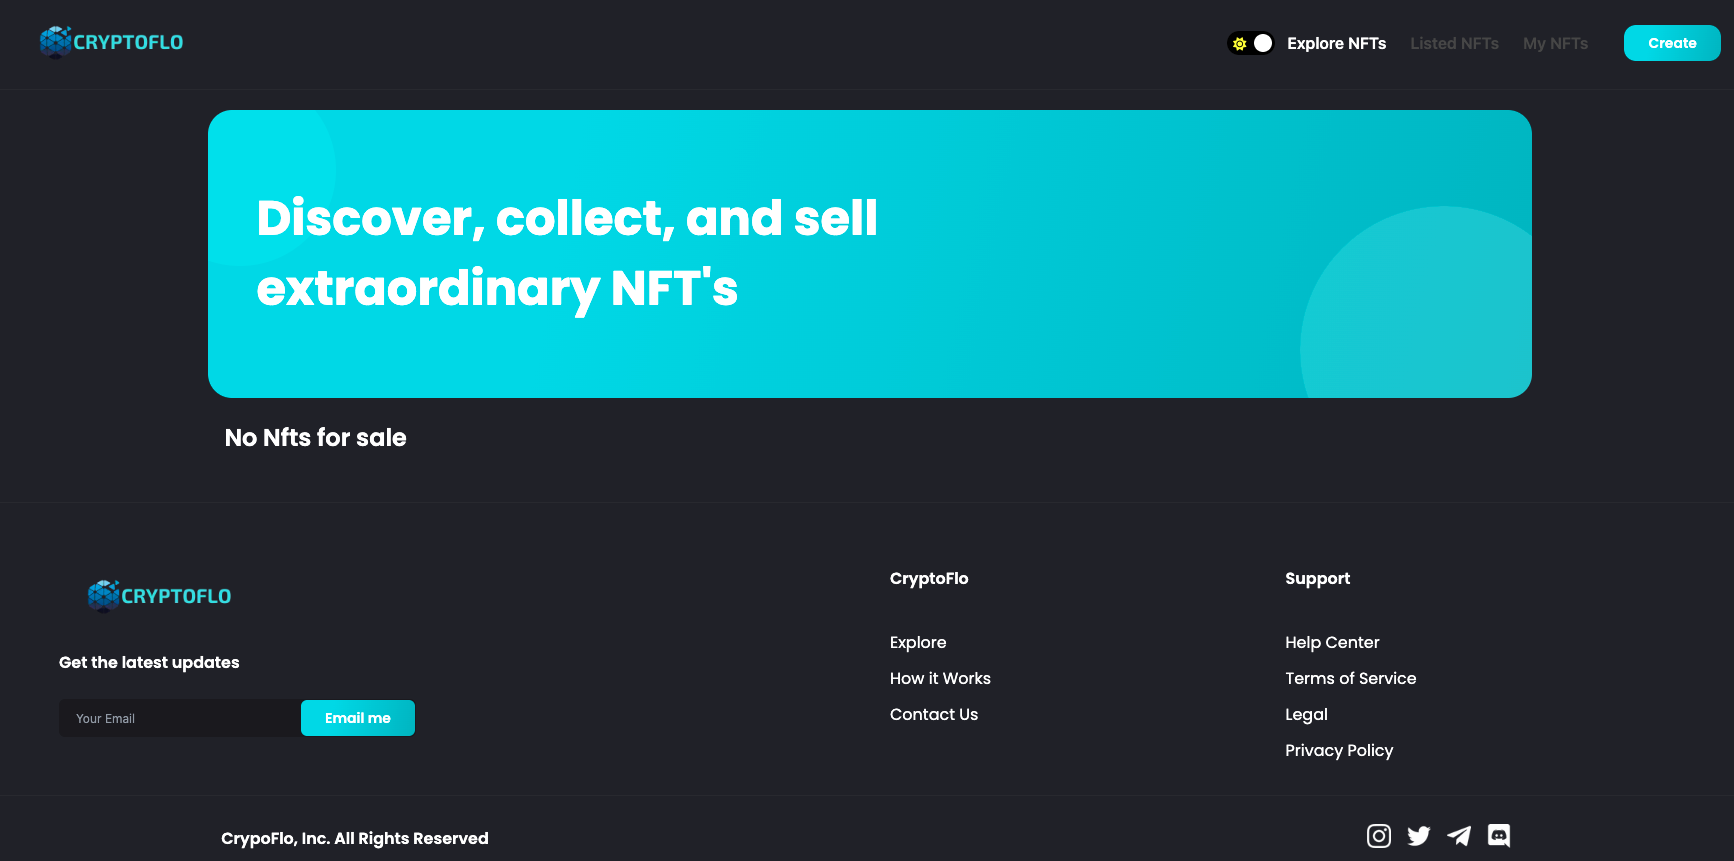 CRYPTOFLO
Explore NFTs
Listed NFTs
My NFTs
Create
Discover, collect, and sell
extraordinary NFT's
No Nfts for sale
CRYPTOFLO
Get the latest updates
Your Email
Email me
CryptoFlo
Explore
How it Works
Contact Us
Support
Help Center
Terms of Service
Legal
Privacy Policy
CrypoFlo, Inc. All Rights Reserved